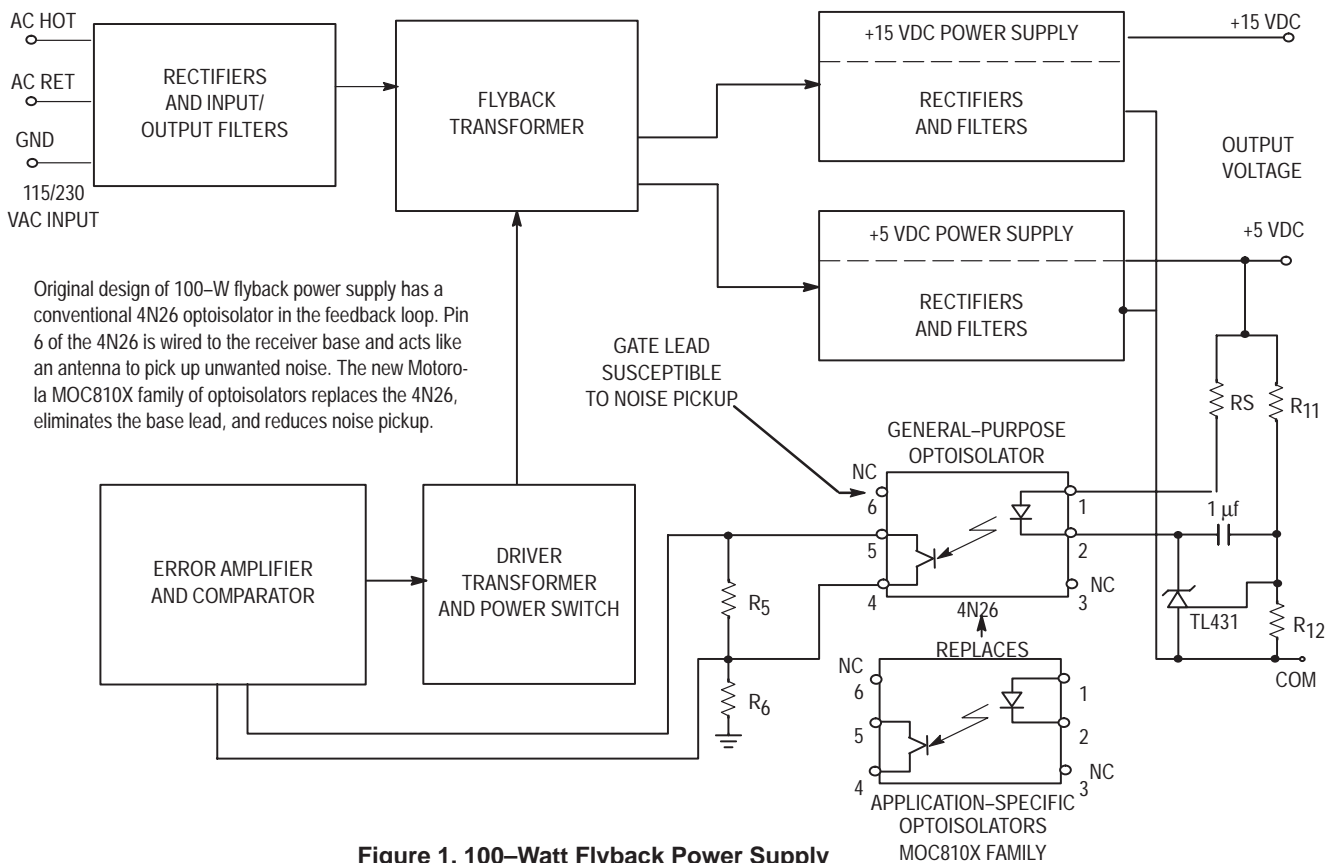 AC HOT
AC RET
GND
115/230
VAC INPUT
RECTIFIERS
AND INPUT/
OUTPUT FILTERS
FLYBACK
TRANSFORMER
+15 VDC POWER SUPPLY
RECTIFIERS
AND FILTERS
+15 VDC
OUTPUT
VOLTAGE
+5 VDC POWER SUPPLY
RECTIFIERS
AND FILTERS
+5 VDC
Original design of 100–W flyback power supply has a
conventional 4N26 optoisolator in the feedback loop. Pin
6 of the 4N26 is wired to the receiver base and acts like
an antenna to pick up unwanted noise. The new Motoro-
la MOC810X family of optoisolators replaces the 4N26,
eliminates the base lead, and reduces noise pickup.
GATE LEAD
SUSCEPTIBLE
TO NOISE PICKUP
RS
R11
GENERAL–PURPOSE
OPTOISOLATOR
NC
6
5
4
1
2
3
NC
4N26
1 µf
TL431
R12
COM
ERROR AMPLIFIER
AND COMPARATOR
DRIVER
TRANSFORMER
AND POWER SWITCH
R5
R6
REPLACES
NC
6
5
4
1
2
3
NC
APPLICATION–SPECIFIC
OPTOISOLATORS
MOC810X FAMILY
Figure 1. 100–Watt Flyback Power Supply